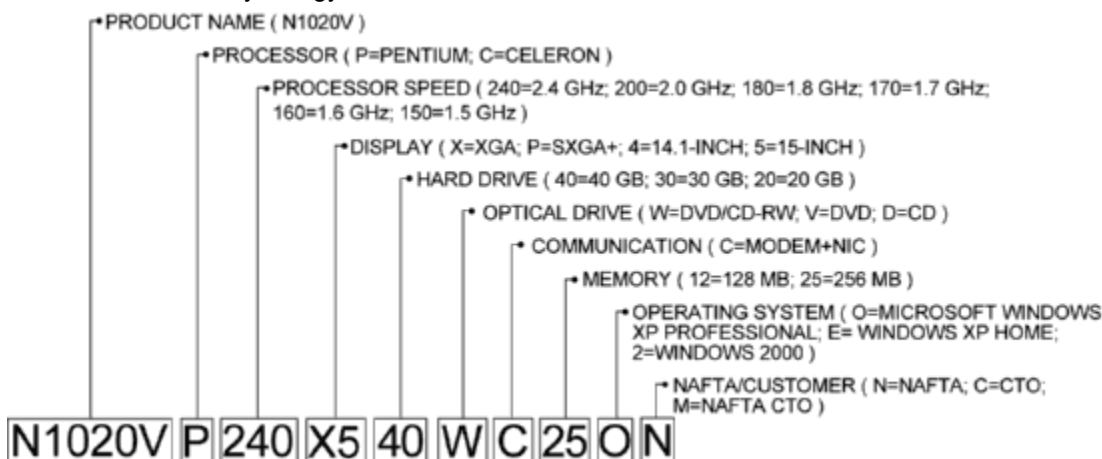 PRODUCT NAME ( N1020V )
PROCESSOR ( P=PENTIUM; C=CELERON )
PROCESSOR SPEED ( 240=2.4 GHz; 200=2.0 GHz; 180=1.8 GHz; 170=1.7 GHz;
160=1.6 GHz; 150=1.5 GHz )
DISPLAY ( X=XGA; P=SXGA+; 4=14.1-INCH; 5=15-INCH )
HARD DRIVE ( 40=40 GB; 30=30 GB; 20=20 GB )
OPTICAL DRIVE ( W=DVD/CD-RW; V=DVD; D=CD )
COMMUNICATION ( C=MODEM+NIC )
MEMORY ( 12=128 MB; 25=256 MB )
OPERATING SYSTEM ( O=MICROSOFT WINDOWS
XP PROFESSIONAL; E= WINDOWS XP HOME;
2=WINDOWS 2000 )
NAFTA/CUSTOMER ( N=NAFTA; C=CTO;
M=NAFTA CTO )
N1020V P 240 X5 40 W C 25 O N